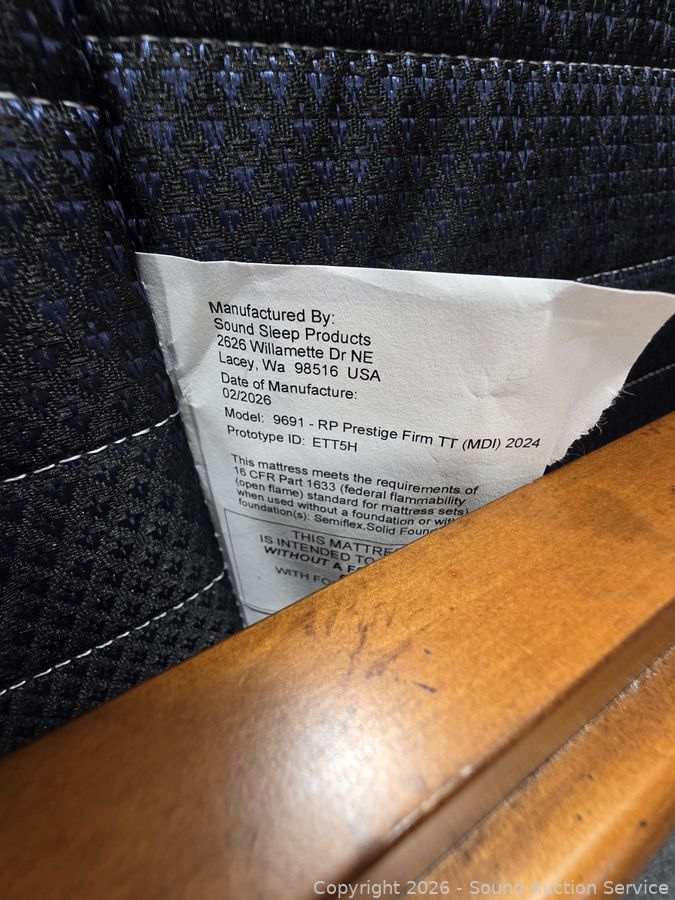 Manufactured By:
Sound Sleep Products
2626 Willamette Dr NE
Lacey, Wa 98516 USA
Date of Manufacture:
02/2026
Model: 9691 - RP Prestige Firm TT (MDI) 2024
Prototype ID: ETT5H
This mattress meets the requirements of
16 CFR Part 1633 (federal flammability
(open flame) standard for mattress sets)
when used without a foundation or with
foundation(s): Semiflex,Solid Foun
THIS MATTRE
IS INTENDED TO
WITHOUT A
WITH
Copyright 2026 - Sound Auction Service